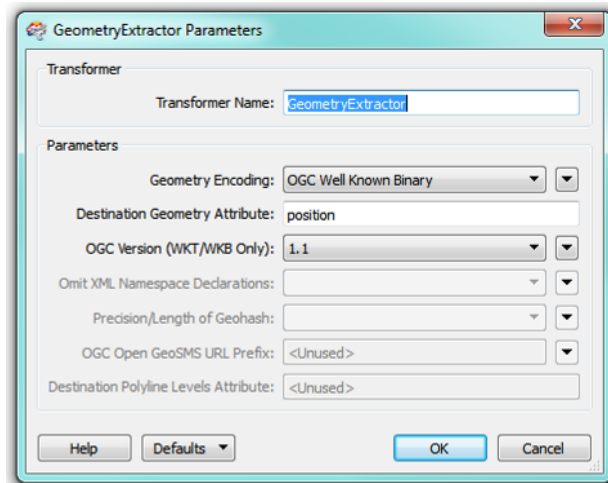 GeometryExtractor Parameters
Transformer
Transformer Name: GeometryExtractor
Parameters
Geometry Encoding: OGC Well Known Binary
Destination Geometry Attribute: position
OGC Version (WKT/WKB Only): 1.1
Omit XML Namespace Declarations:
Precision/Length of Geohash:
OGC Open GeoSMS URL Prefix: <Unused>
Destination Polyline Levels Attribute: <Unused>
Help Defaults OK Cancel